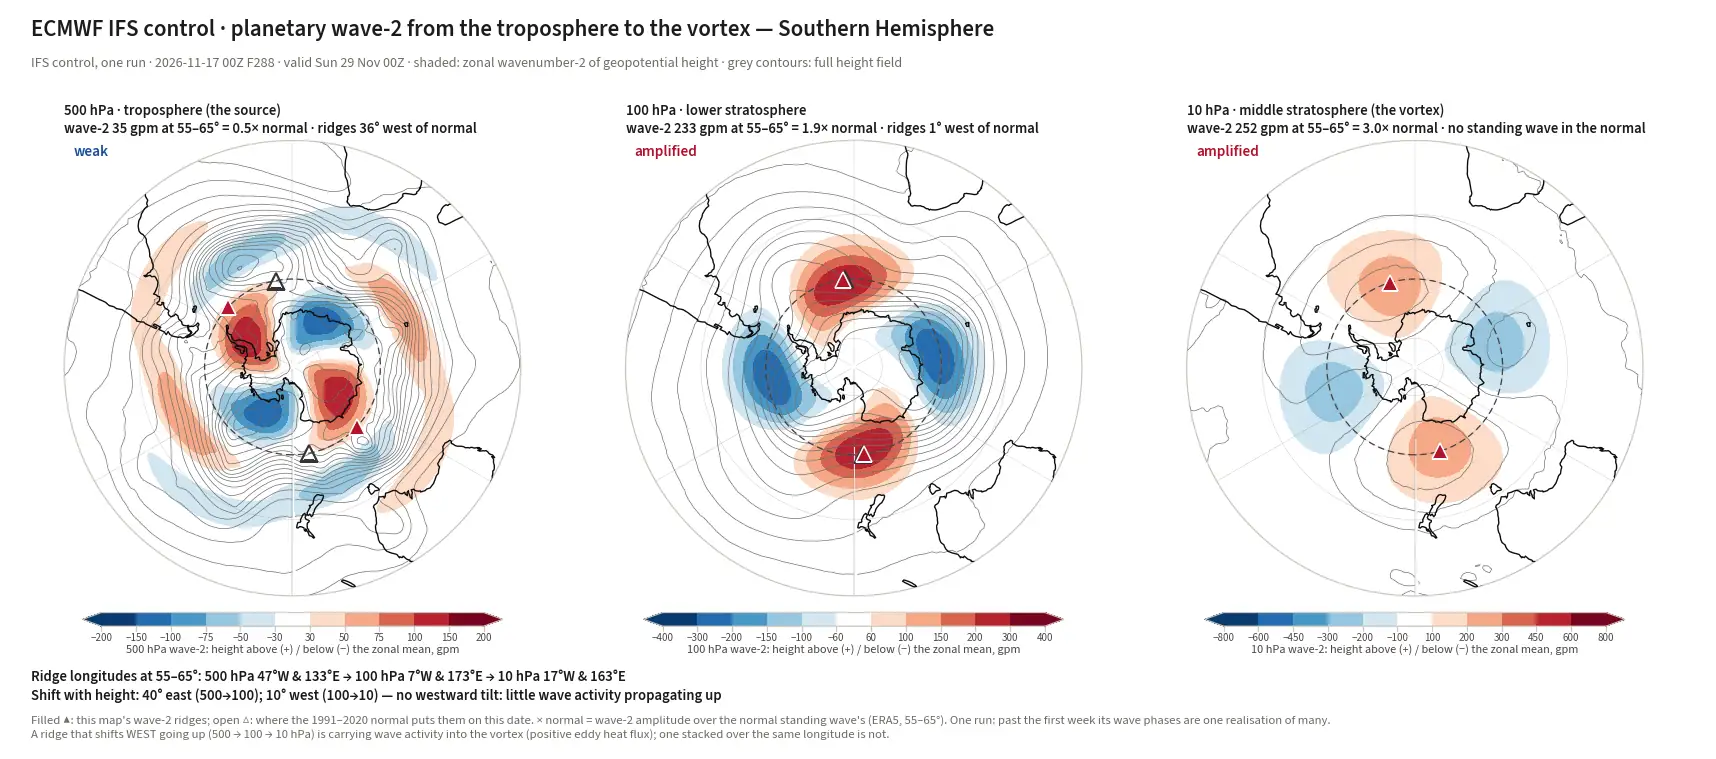 ECMWF IFS control · planetary wave-2 from the troposphere to the vortex — Southern Hemisphere
IFS control, one run · 2026-11-17 00Z F288 · valid Sun 29 Nov 00Z · shaded: zonal wavenumber-2 of geopotential height · grey contours: full height field
500 hPa · troposphere (the source)
wave-2 35 gpm at 55–65° = 0.5× normal · ridges 36° west of normal
weak
100 hPa · lower stratosphere
wave-2 233 gpm at 55–65° = 1.9× normal · ridges 1° west of normal
amplified
10 hPa · middle stratosphere (the vortex)
wave-2 252 gpm at 55–65° = 3.0× normal · no standing wave in the normal
amplified
−200 −150 −100 −75 −50 −30 30 50 75 100 150 200
500 hPa wave-2: height above (+) / below (−) the zonal mean, gpm
−400 −300 −200 −150 −100 −60 60 100 150 200 300 400
100 hPa wave-2: height above (+) / below (−) the zonal mean, gpm
−800 −600 −450 −300 −200 −100 100 200 300 450 600 800
10 hPa wave-2: height above (+) / below (−) the zonal mean, gpm
Ridge longitudes at 55–65°: 500 hPa 47°W & 133°E → 100 hPa 7°W & 173°E → 10 hPa 17°W & 163°E
Shift with height: 40° east (500→100); 10° west (100→10) — no westward tilt: little wave activity propagating up
Filled ▲: this map's wave-2 ridges; open △: where the 1991–2020 normal puts them on this date. × normal = wave-2 amplitude over the normal standing wave's (ERA5, 55–65°). One run: past the first week its wave phases are one realisation of many.
A ridge that shifts WEST going up (500 → 100 → 10 hPa) is carrying wave activity into the vortex (positive eddy heat flux); one stacked over the same longitude is not.